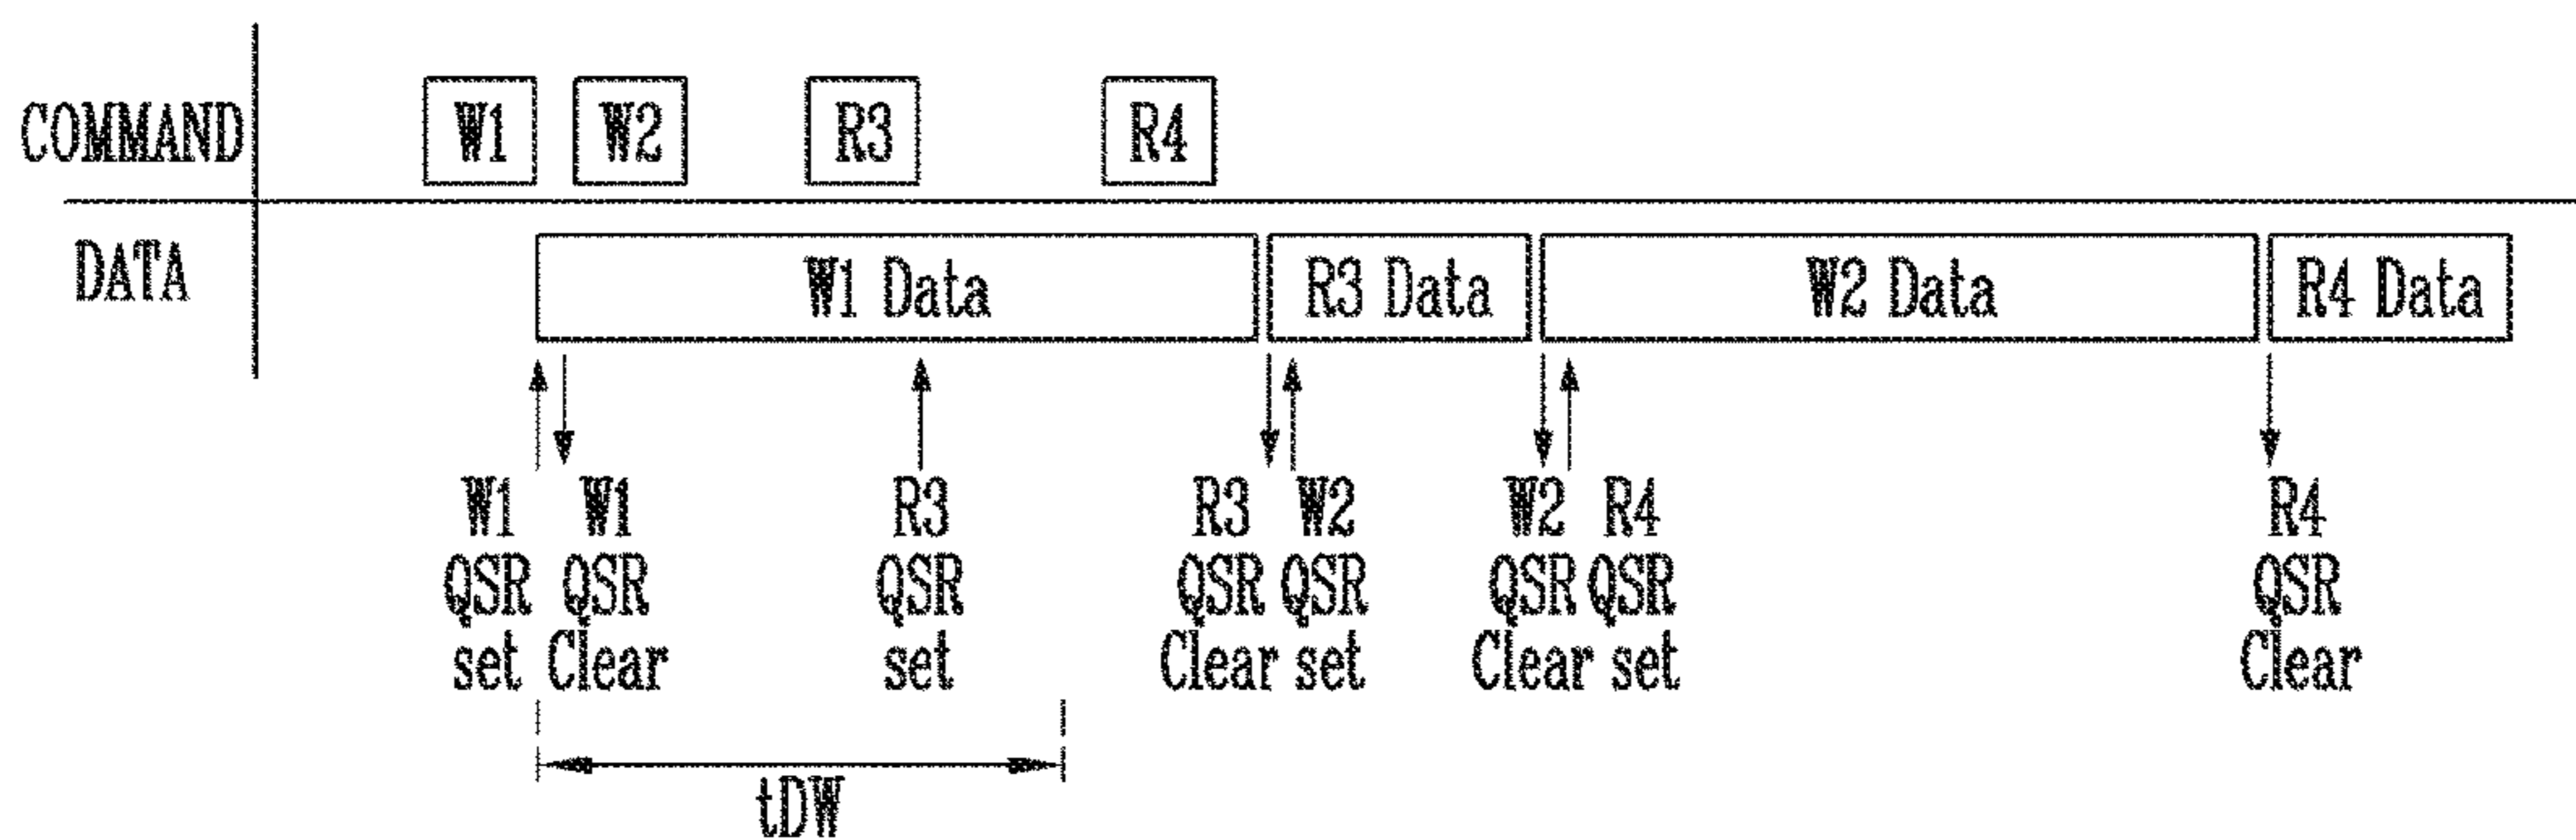 COMMAND W1 W2 R3 R4
DATA W1 Data R3 Data W2 Data R4 Data
W1 W1 R3 R3 W2 W2 R4 R4
QSR QSR QSR QSR QSR QSR QSR QSR
set Clear set Clear set Clear set Clear
tDW